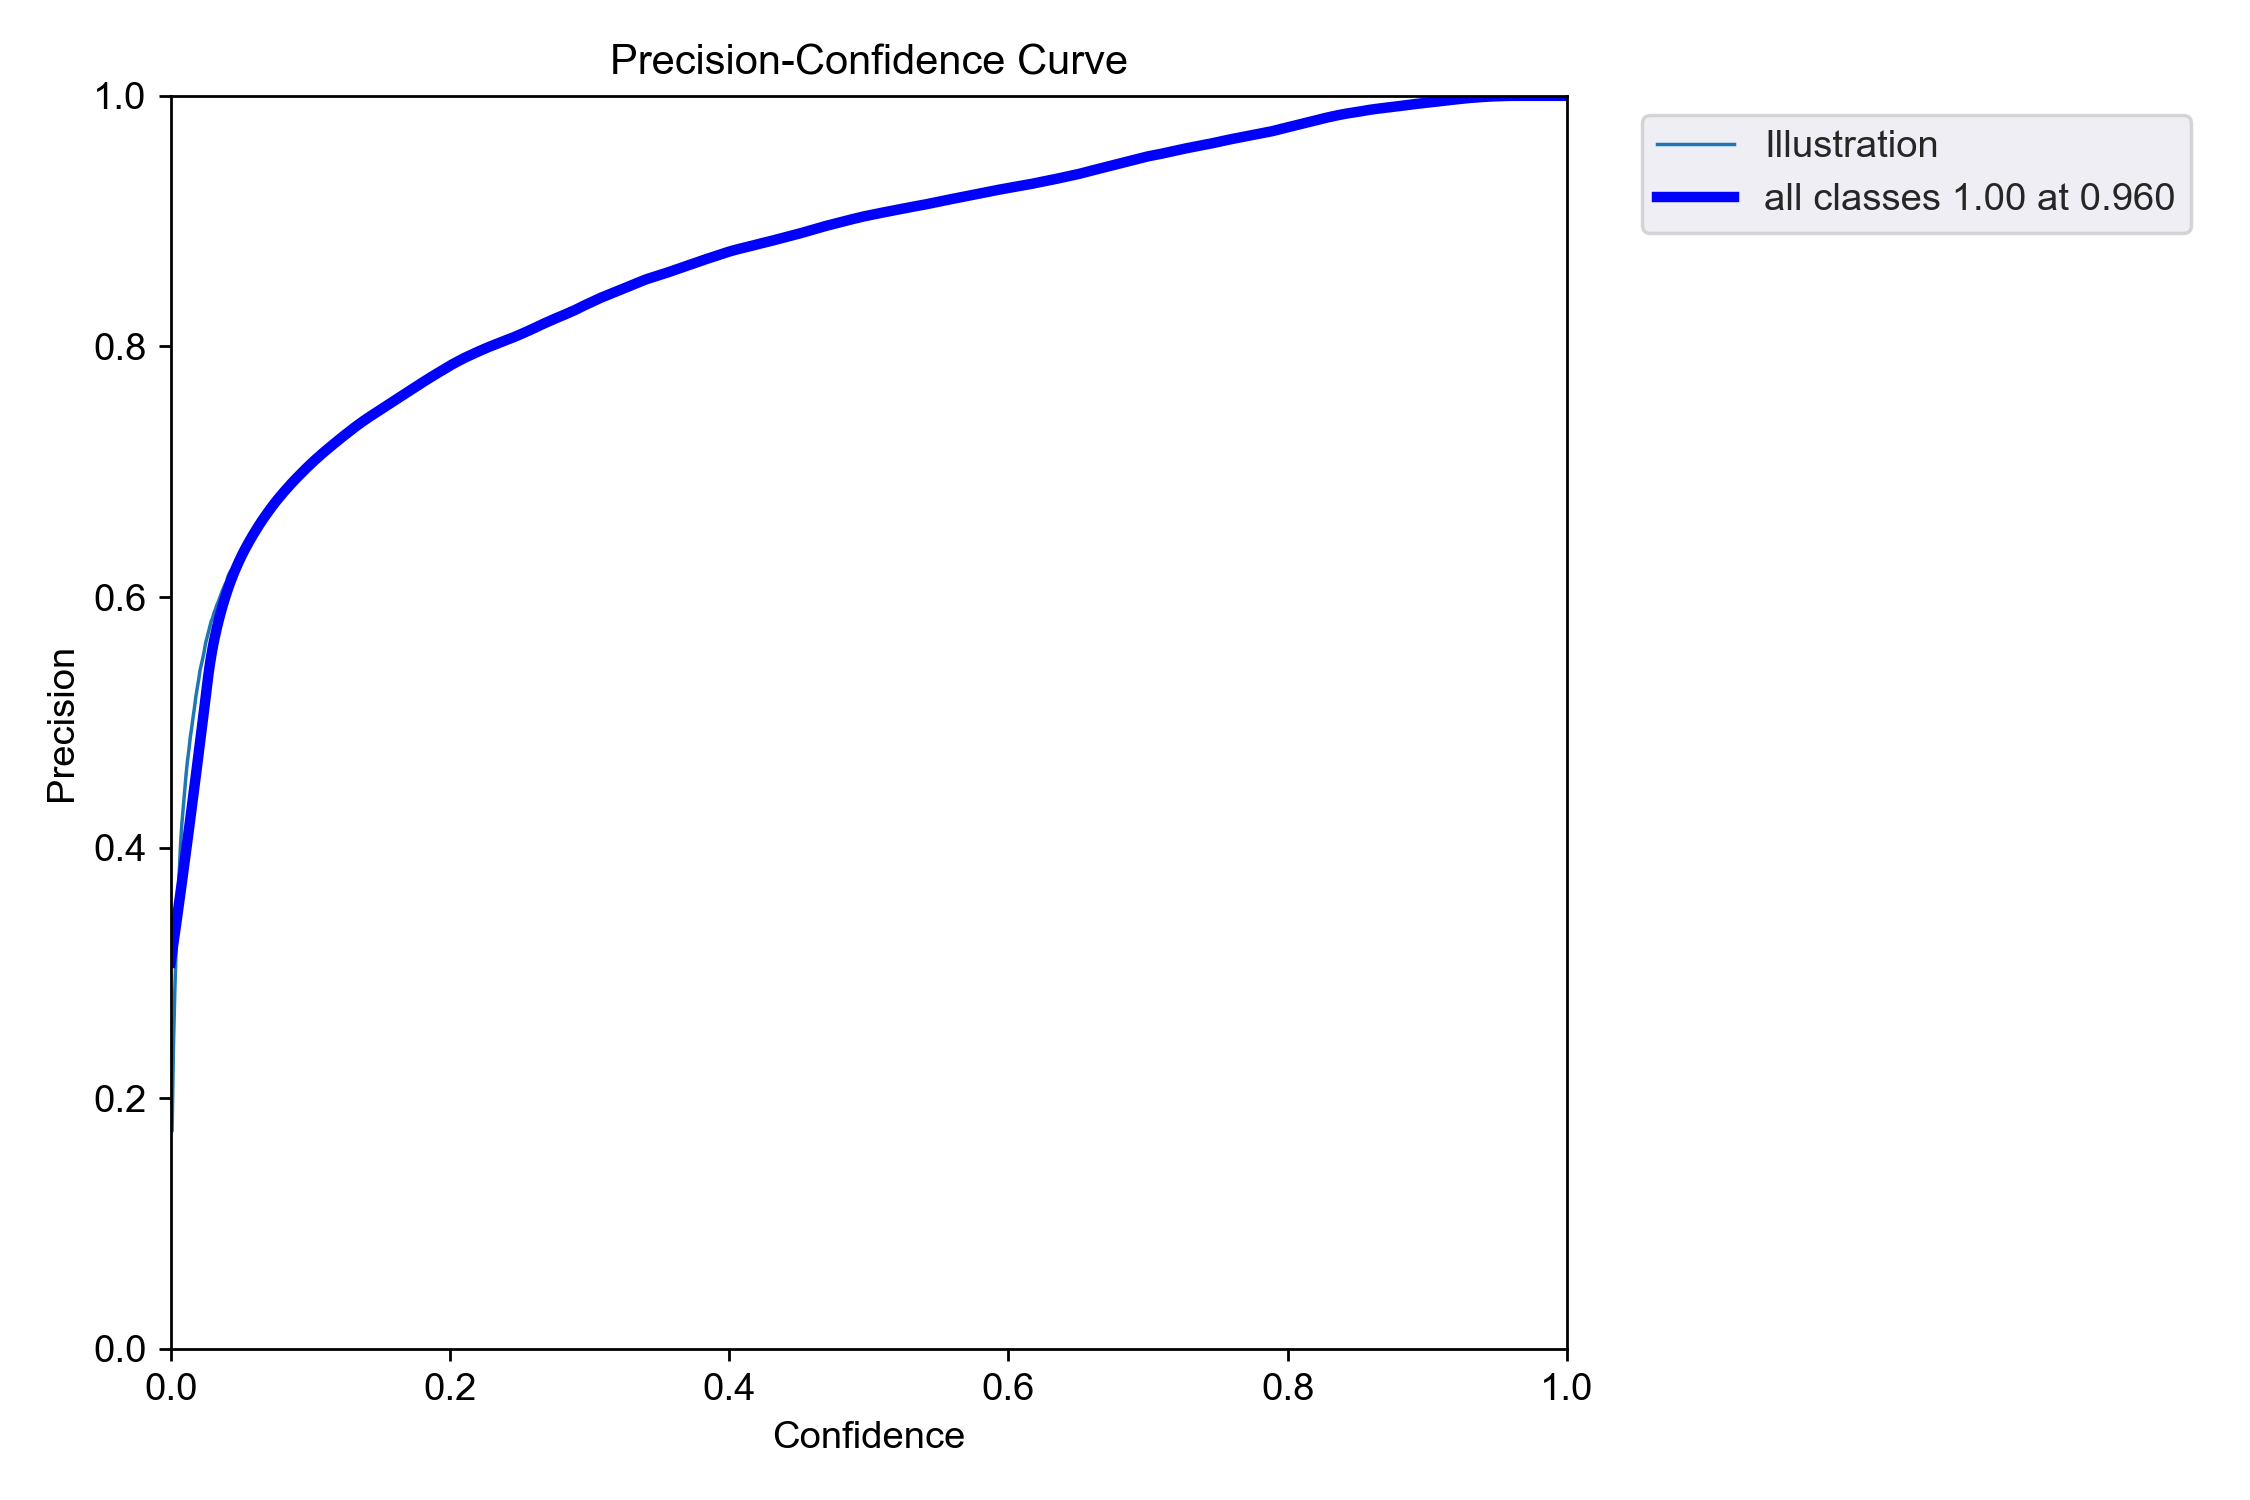 Precision-Confidence Curve
1.0
0.8
0.6
0.4
0.2
0.0
Precision
0.0 0.2 0.4 0.6 0.8 1.0
Confidence
Illustration
all classes 1.00 at 0.960